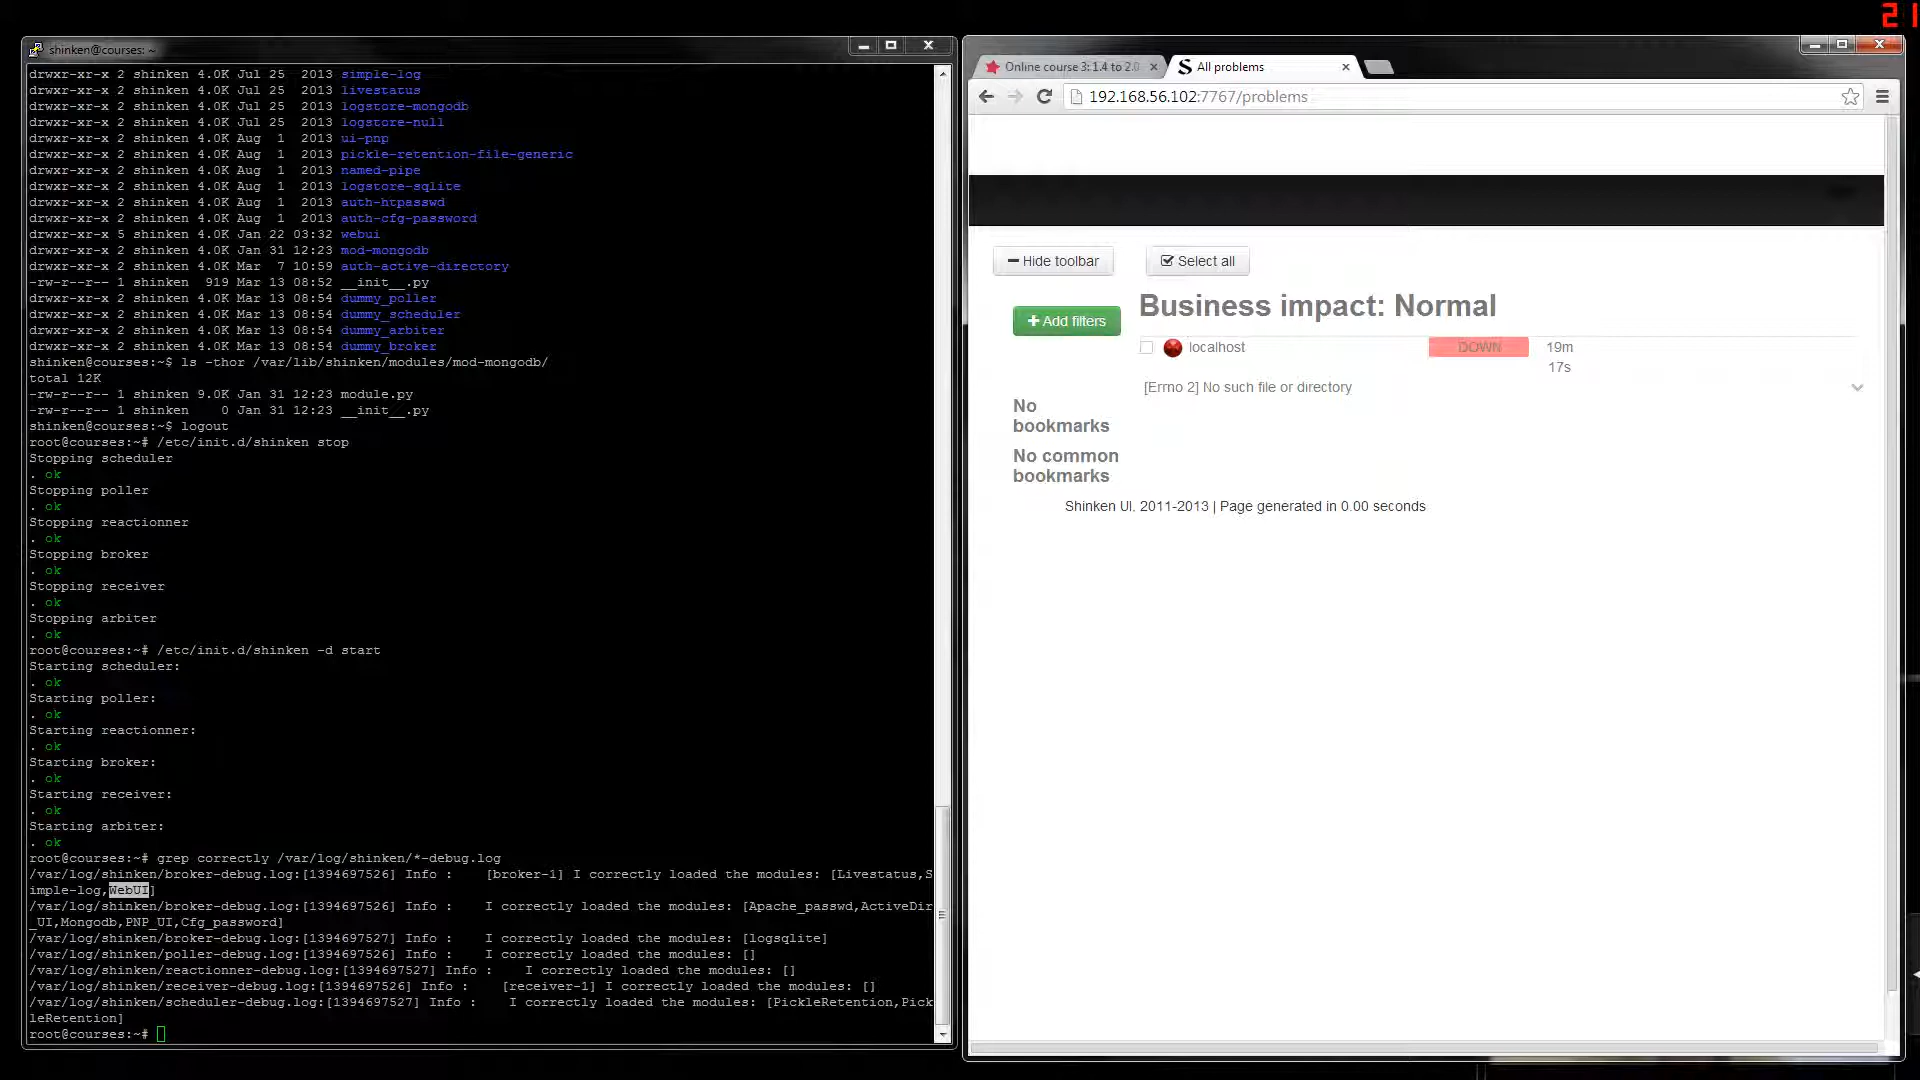 21
shinken@courses: ~
drwxr-xr-x 2 shinken 4.0K Jul 25  2013 simple-log
drwxr-xr-x 2 shinken 4.0K Jul 25  2013 livestatus
drwxr-xr-x 2 shinken 4.0K Jul 25  2013 logstore-mongodb
drwxr-xr-x 2 shinken 4.0K Jul 25  2013 logstore-null
drwxr-xr-x 2 shinken 4.0K Aug  1  2013 ui-pnp
drwxr-xr-x 2 shinken 4.0K Aug  1  2013 pickle-retention-file-generic
drwxr-xr-x 2 shinken 4.0K Aug  1  2013 named-pipe
drwxr-xr-x 2 shinken 4.0K Aug  1  2013 logstore-sqlite
drwxr-xr-x 2 shinken 4.0K Aug  1  2013 auth-htpasswd
drwxr-xr-x 2 shinken 4.0K Aug  1  2013 auth-cfg-password
drwxr-xr-x 5 shinken 4.0K Jan 22 03:32 webui
drwxr-xr-x 2 shinken 4.0K Jan 31 12:23 mod-mongodb
drwxr-xr-x 2 shinken 4.0K Mar  7 10:59 auth-active-directory
-rw-r--r-- 1 shinken  919 Mar 13 08:52 __init__.py
drwxr-xr-x 2 shinken 4.0K Mar 13 08:54 dummy_poller
drwxr-xr-x 2 shinken 4.0K Mar 13 08:54 dummy_scheduler
drwxr-xr-x 2 shinken 4.0K Mar 13 08:54 dummy_arbiter
drwxr-xr-x 2 shinken 4.0K Mar 13 08:54 dummy_broker
shinken@courses:~$ ls -thor /var/lib/shinken/modules/mod-mongodb/
total 12K
-rw-r--r-- 1 shinken 9.0K Jan 31 12:23 module.py
-rw-r--r-- 1 shinken    0 Jan 31 12:23 __init__.py
shinken@courses:~$ logout
root@courses:~# /etc/init.d/shinken stop
Stopping scheduler
. ok
Stopping poller
. ok
Stopping reactionner
. ok
Stopping broker
. ok
Stopping receiver
. ok
Stopping arbiter
. ok
root@courses:~# /etc/init.d/shinken -d start
Starting scheduler:
. ok
Starting poller:
. ok
Starting reactionner:
. ok
Starting broker:
. ok
Starting receiver:
. ok
Starting arbiter:
. ok
root@courses:~# grep correctly /var/log/shinken/*-debug.log
/var/log/shinken/broker-debug.log:[1394697526] Info :    [broker-1] I correctly loaded the modules: [Livestatus,S
imple-log,WebUI]
/var/log/shinken/broker-debug.log:[1394697526] Info :    I correctly loaded the modules: [Apache_passwd,ActiveDir
_UI,Mongodb,PNP_UI,Cfg_password]
/var/log/shinken/broker-debug.log:[1394697527] Info :    I correctly loaded the modules: [logsqlite]
/var/log/shinken/poller-debug.log:[1394697526] Info :    I correctly loaded the modules: []
/var/log/shinken/reactionner-debug.log:[1394697527] Info :    I correctly loaded the modules: []
/var/log/shinken/receiver-debug.log:[1394697526] Info :    [receiver-1] I correctly loaded the modules: []
/var/log/shinken/scheduler-debug.log:[1394697527] Info :    I correctly loaded the modules: [PickleRetention,Pick
leRetention]
root@courses:~#
Online course 3: 1.4 to 2.0
All problems
192.168.56.102:7767/problems
Hide toolbar
Select all
Add filters
Business impact: Normal
localhost DOWN 19m
17s
[Errno 2] No such file or directory
No
bookmarks
No common
bookmarks
Shinken UI. 2011-2013 | Page generated in 0.00 seconds